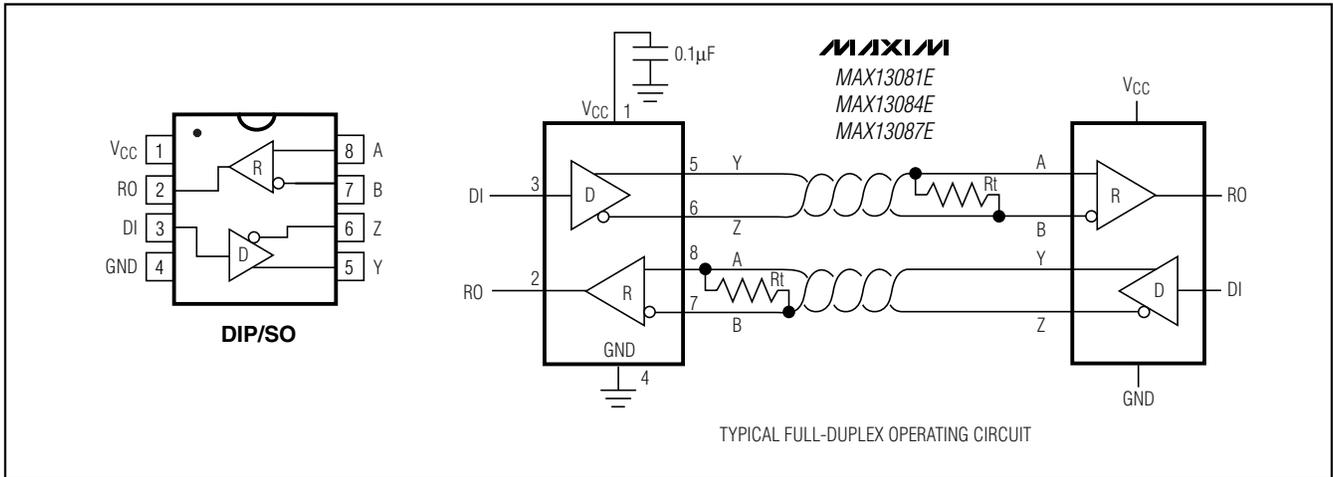 VCC 1
RO 2
DI 3
GND 4
R
D
8 A
7 B
6 Z
5 Y
DIP/SO
0.1µF
VCC 1
MAXIM
MAX13081E
MAX13084E
MAX13087E
VCC
DI 3
D
5 Y
6 Z
Rt
A
B
R
RO
RO 2
R
8 A
7 B
Rt
Y
Z
D
DI
GND
4
GND
TYPICAL FULL-DUPLEX OPERATING CIRCUIT